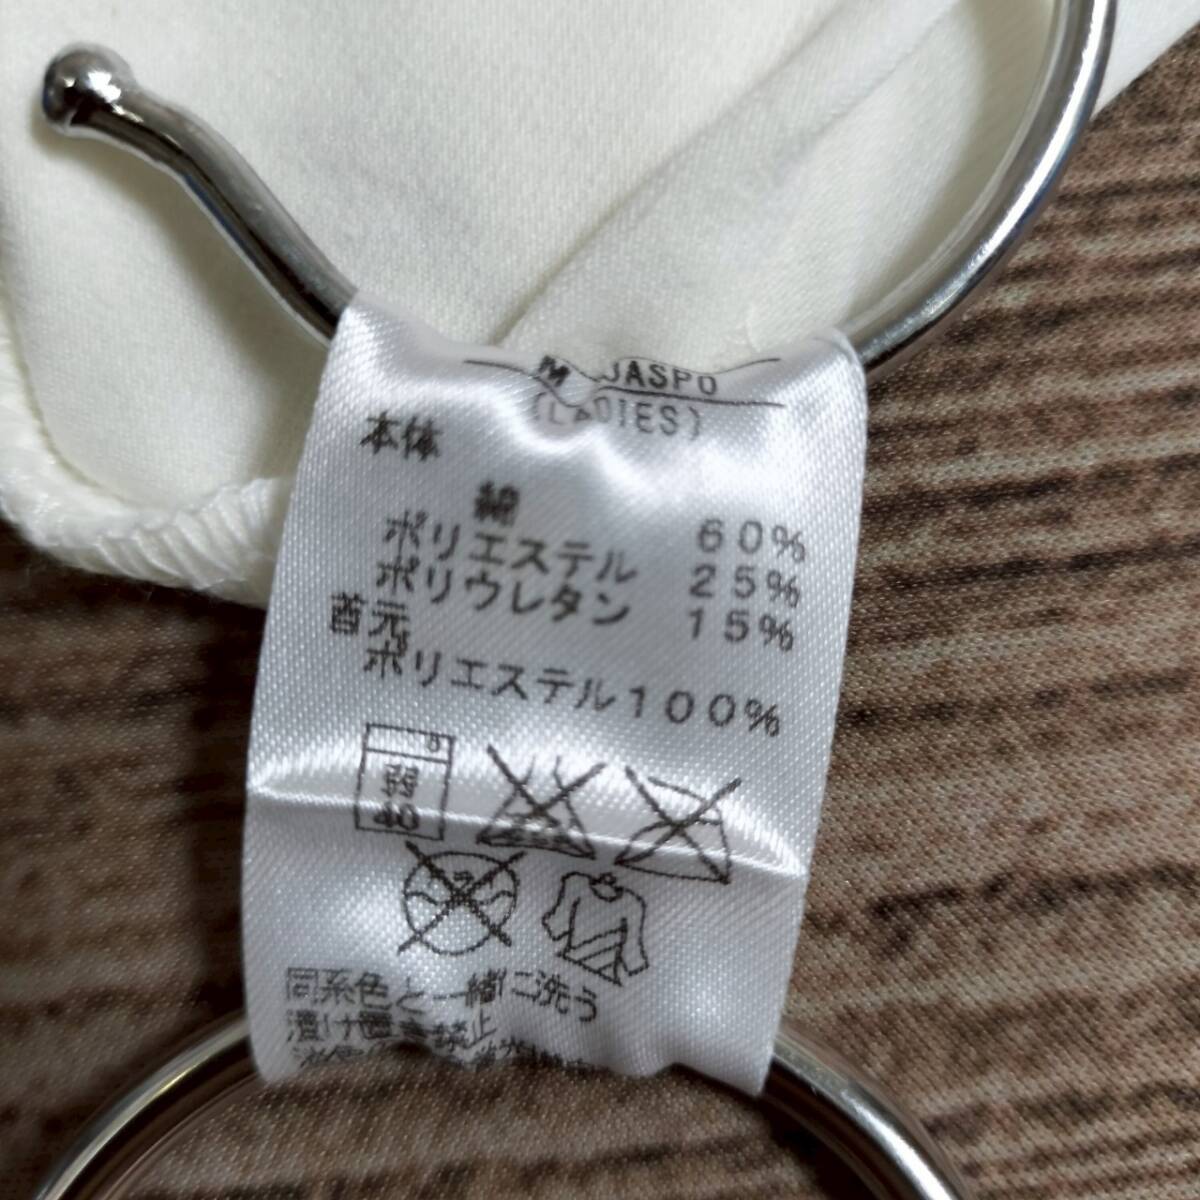 M JASPO
(LADIES)
本体
綿 60%
ポリエステル 25%
ポリウレタン 15%
首元
ポリエステル100%
弱
40
同系色と一緒に洗う
漬け置き禁止